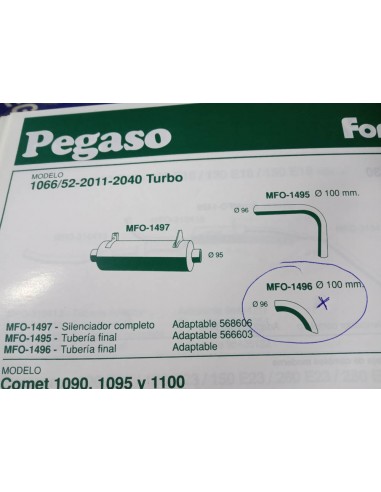 Pegaso
For
MODELO
1066/52-2011-2040 Turbo
MFO-1495 Ø 100 mm.
Ø 96
MFO-1497
Ø 95
MFO-1496 Ø 100 mm.
Ø 96
MFO-1497 - Silenciador completo Adaptable 568606
MFO-1495 - Tubería final Adaptable 566603
MFO-1496 - Tubería final Adaptable
MODELO
Comet 1090, 1095 y 1100